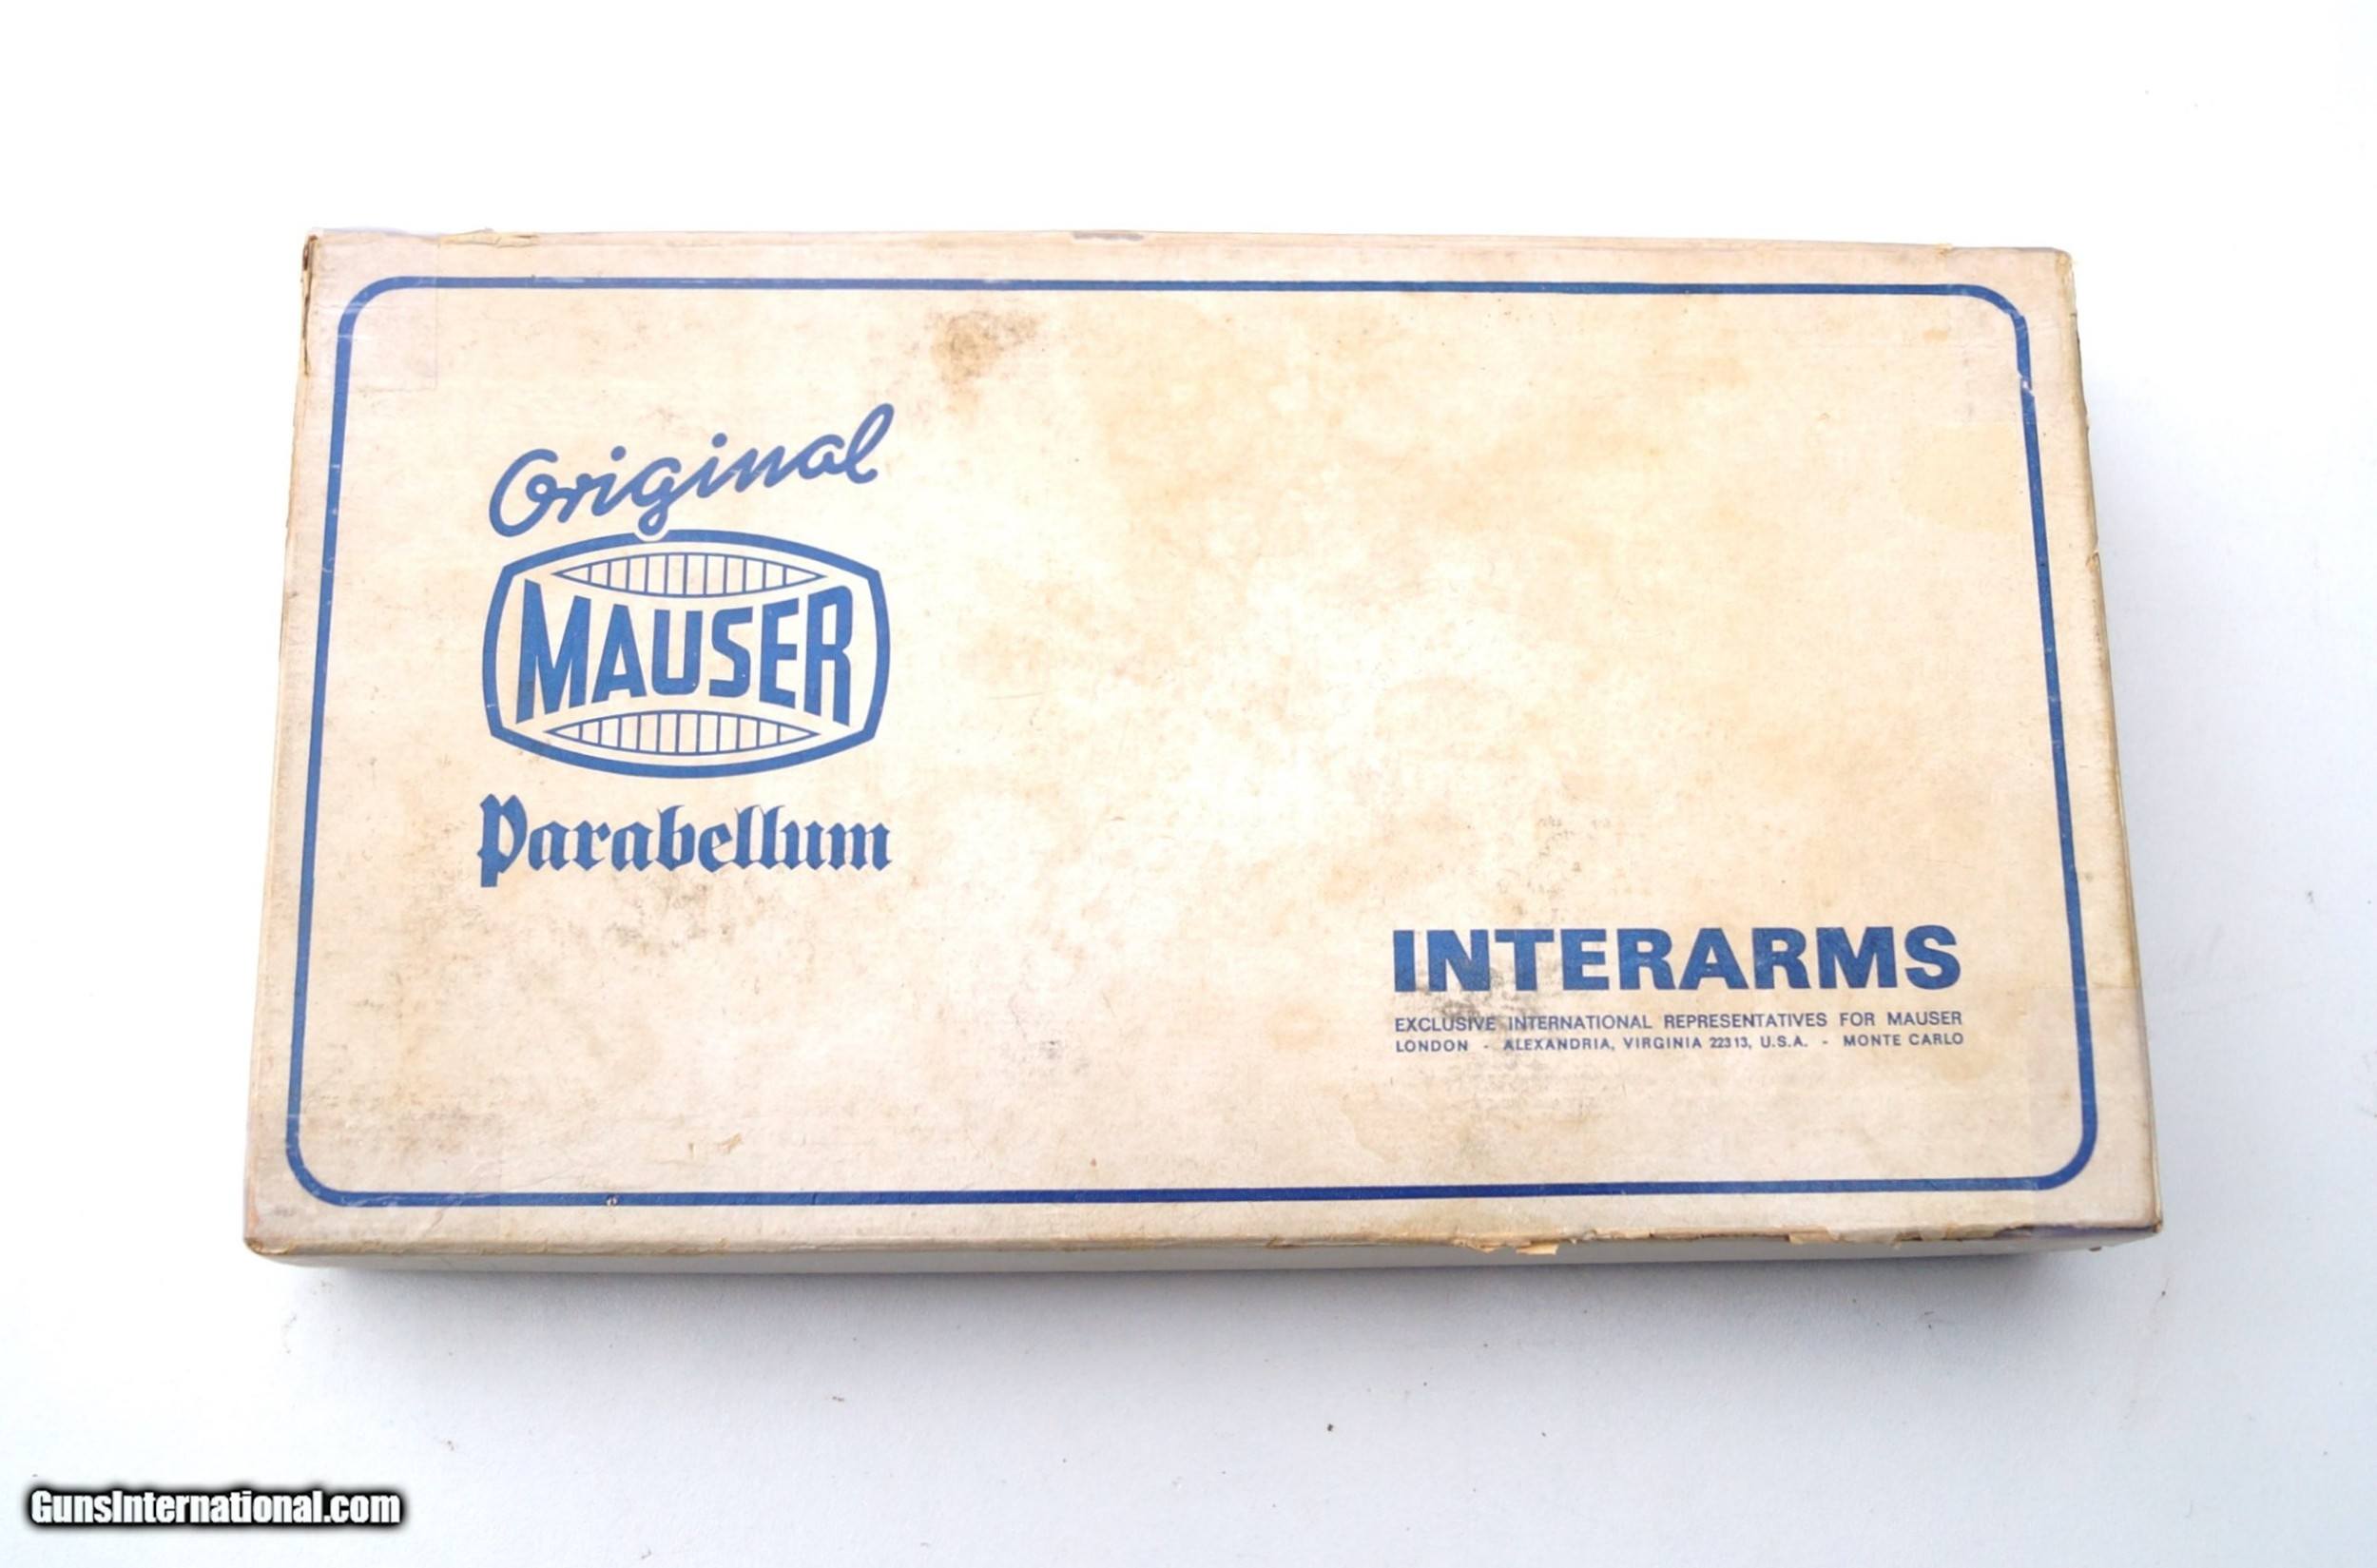 Original
MAUSER
Parabellum
INTERARMS
EXCLUSIVE INTERNATIONAL REPRESENTATIVES FOR MAUSER
LONDON - ALEXANDRIA, VIRGINIA 22313, U.S.A. - MONTE CARLO
GunsInternational.com